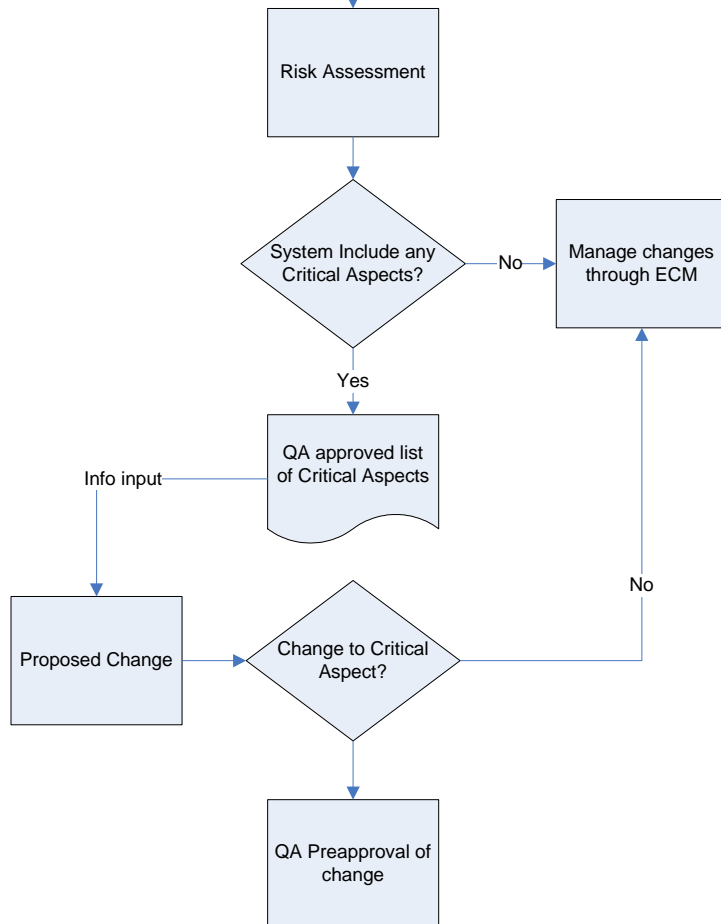 Risk Assessment
System Include any
Critical Aspects?
No
Manage changes
through ECM
Yes
QA approved list
of Critical Aspects
Info input
No
Proposed Change
Change to Critical
Aspect?
QA Preapproval of
change